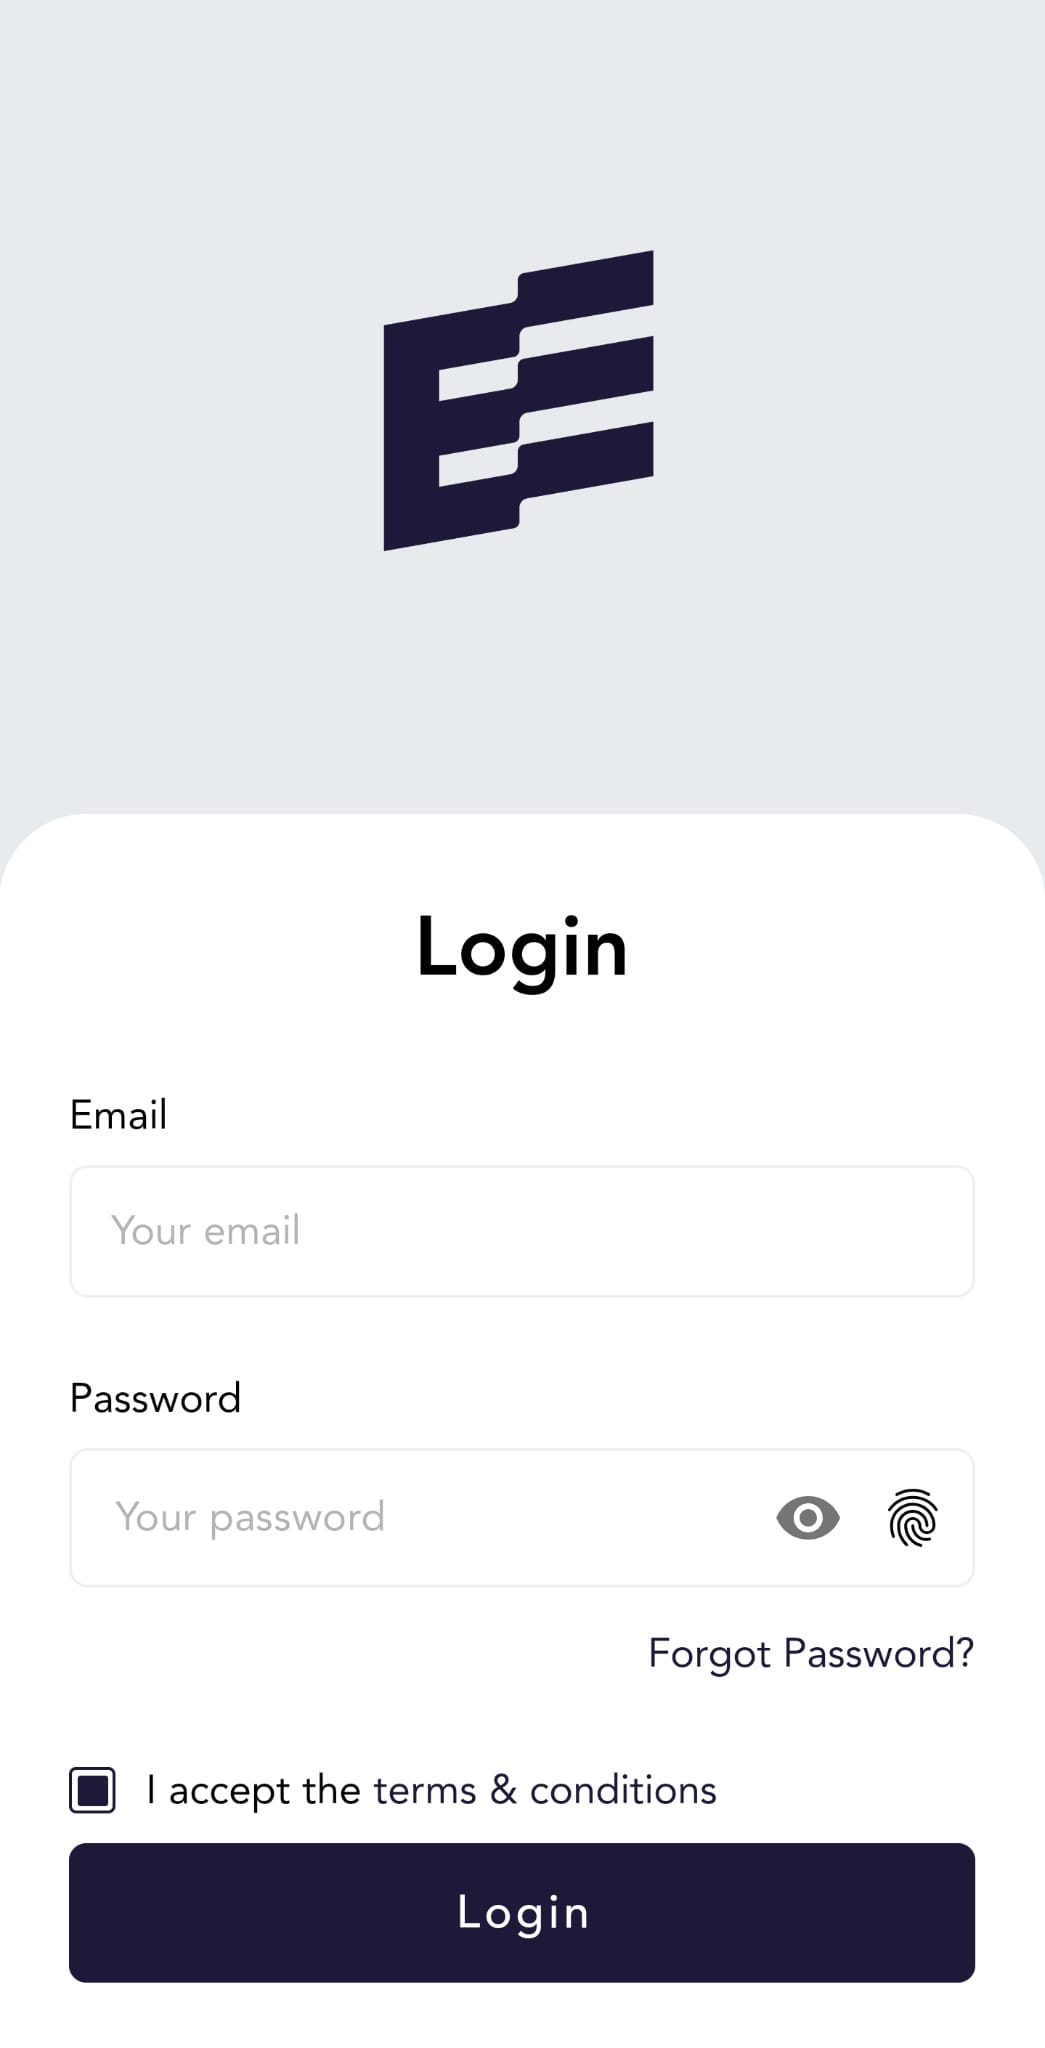 Login
Email
Your email
Password
Your password
Forgot Password?
I accept the terms & conditions
Login